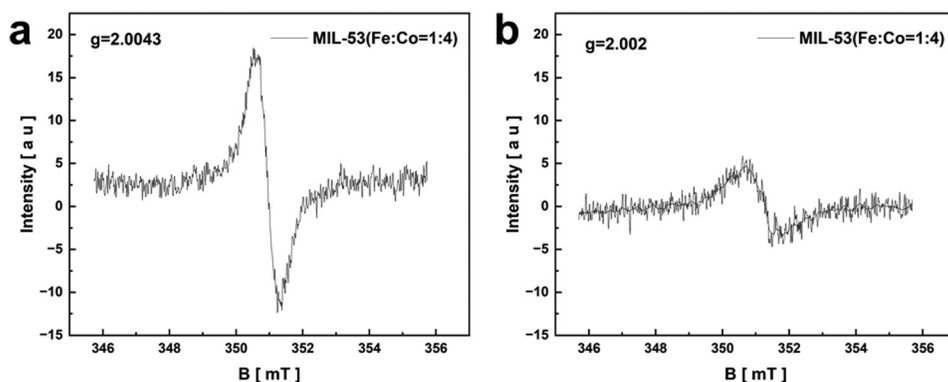 a
g=2.0043
MIL-53(Fe:Co=1:4)
20
15
10
5
0
−5
−10
−15
Intensity [ a u ]
346
348
350
352
354
356
B [ mT ]
b
g=2.002
MIL-53(Fe:Co=1:4)
20
15
10
5
0
−5
−10
−15
Intensity [ a u ]
346
348
350
352
354
356
B [ mT ]